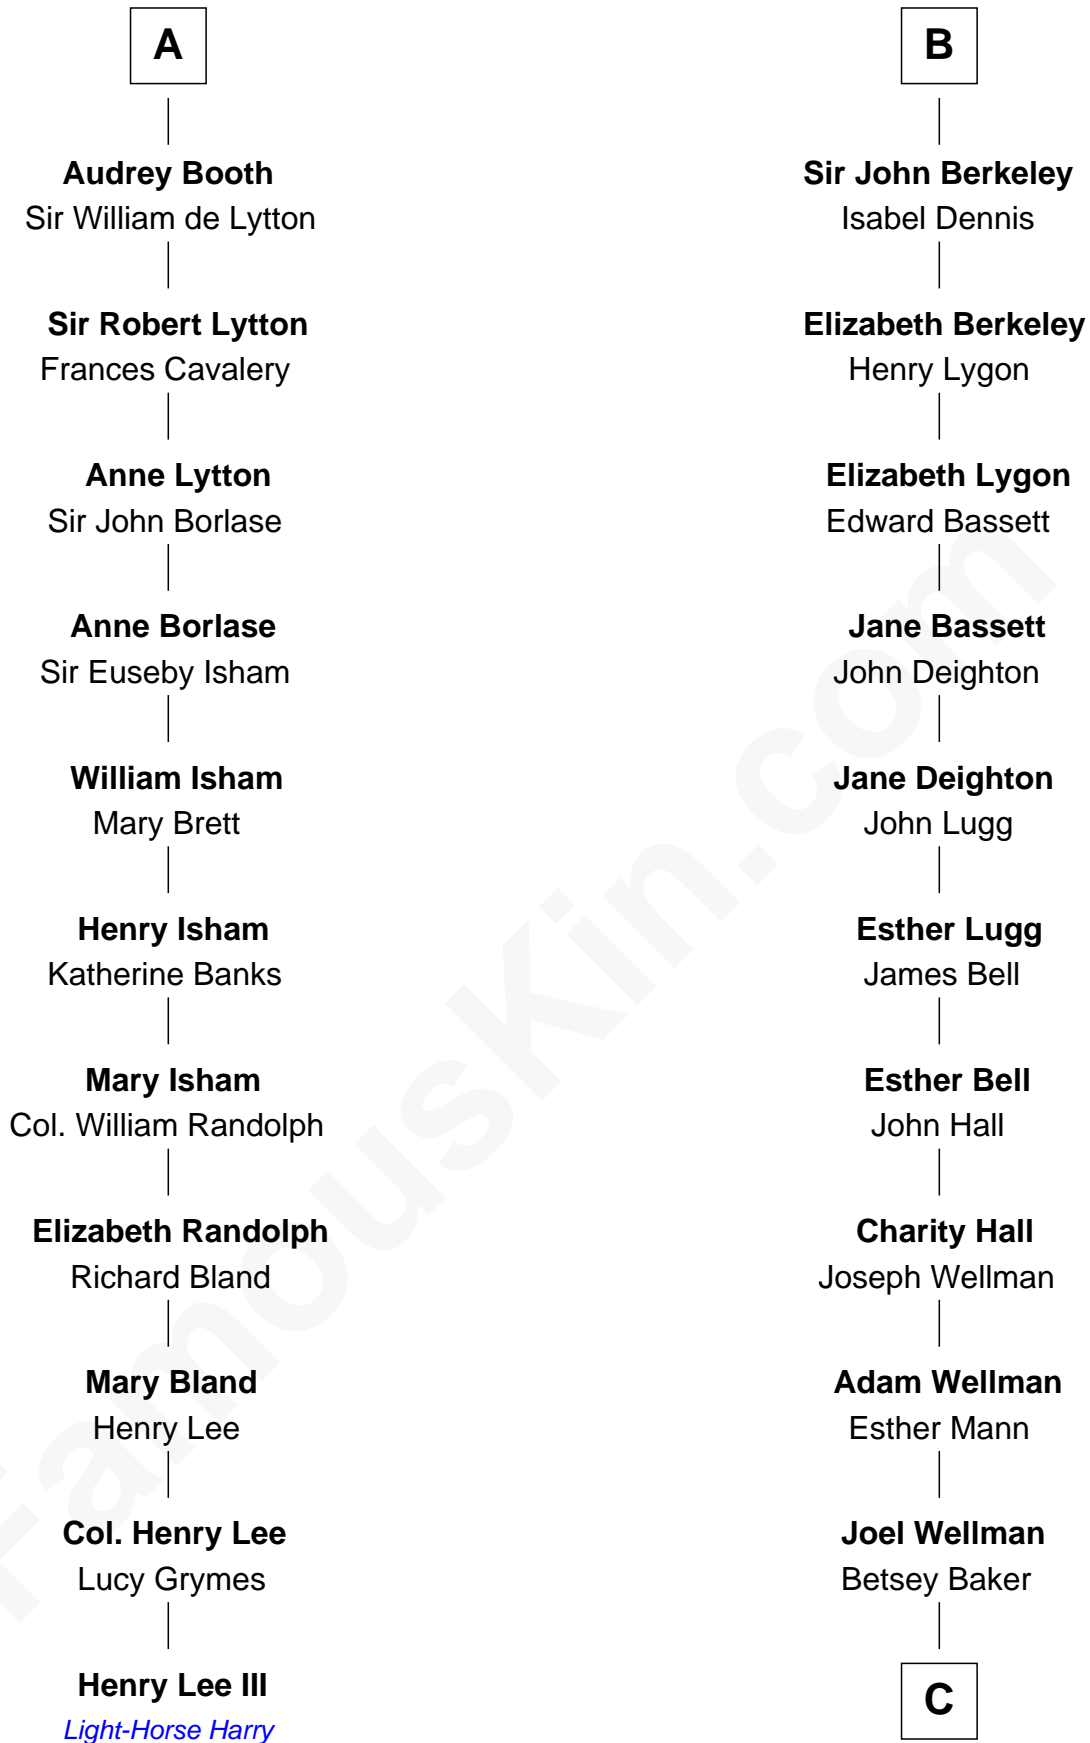 A
Audrey Booth
Sir William de Lytton
Sir Robert Lytton
Frances Cavalery
Anne Lytton
Sir John Borlase
Anne Borlase
Sir Euseby Isham
William Isham
Mary Brett
Henry Isham
Katherine Banks
Mary Isham
Col. William Randolph
Elizabeth Randolph
Richard Bland
Mary Bland
Henry Lee
Col. Henry Lee
Lucy Grymes
Henry Lee III
Light-Horse Harry
B
Sir John Berkeley
Isabel Dennis
Elizabeth Berkeley
Henry Lygon
Elizabeth Lygon
Edward Bassett
Jane Bassett
John Deighton
Jane Deighton
John Lugg
Esther Lugg
James Bell
Esther Bell
John Hall
Charity Hall
Joseph Wellman
Adam Wellman
Esther Mann
Joel Wellman
Betsey Baker
C
FamousKin.com